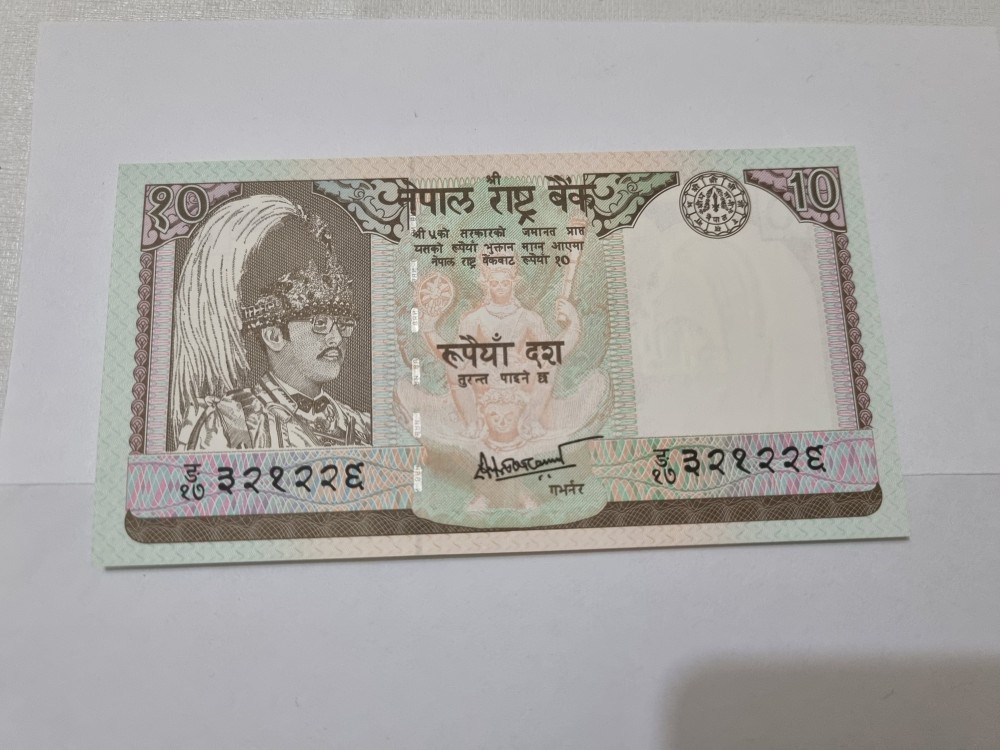 १०
श्री
नेपाल राष्ट्र बैंक
10
श्री ५को सरकारको जमानत प्राप्त
यसको रूपैयाँ भुक्तान माग्न आएमा
नेपाल राष्ट्र बैंकबाट रूपैयाँ १०
रूपैयाँ दश
तुरन्त पाइने छ
१७ ३२१२२६
१७ ३२१२२६
गभर्नर